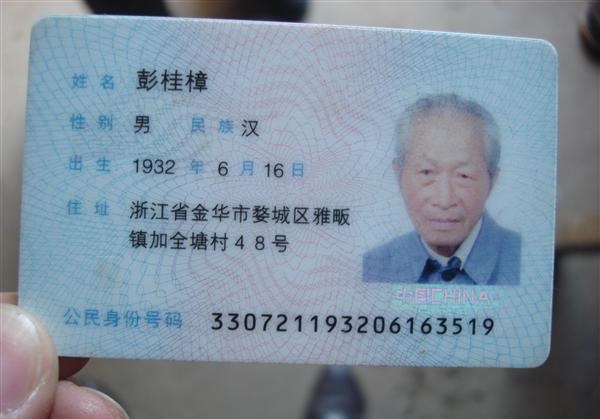 姓名 彭桂樟
性别 男 民族 汉
出生 1932 年 6 月 16 日
住址 浙江省金华市婺城区雅畈
镇加全塘村48号
中国CHINA
公民身份号码 330721193206163519